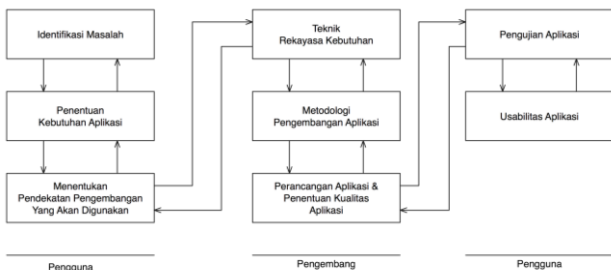 Identifikasi Masalah
Penentuan
Kebutuhan Aplikasi
Menentukan
Pendekatan Pengembangan
Yang Akan Digunakan
Pengguna
Teknik
Rekayasa Kebutuhan
Metodologi
Pengembangan Aplikasi
Perancangan Aplikasi &
Penentuan Kualitas
Aplikasi
Pengembang
Pengujian Aplikasi
Usabilitas Aplikasi
Pengguna